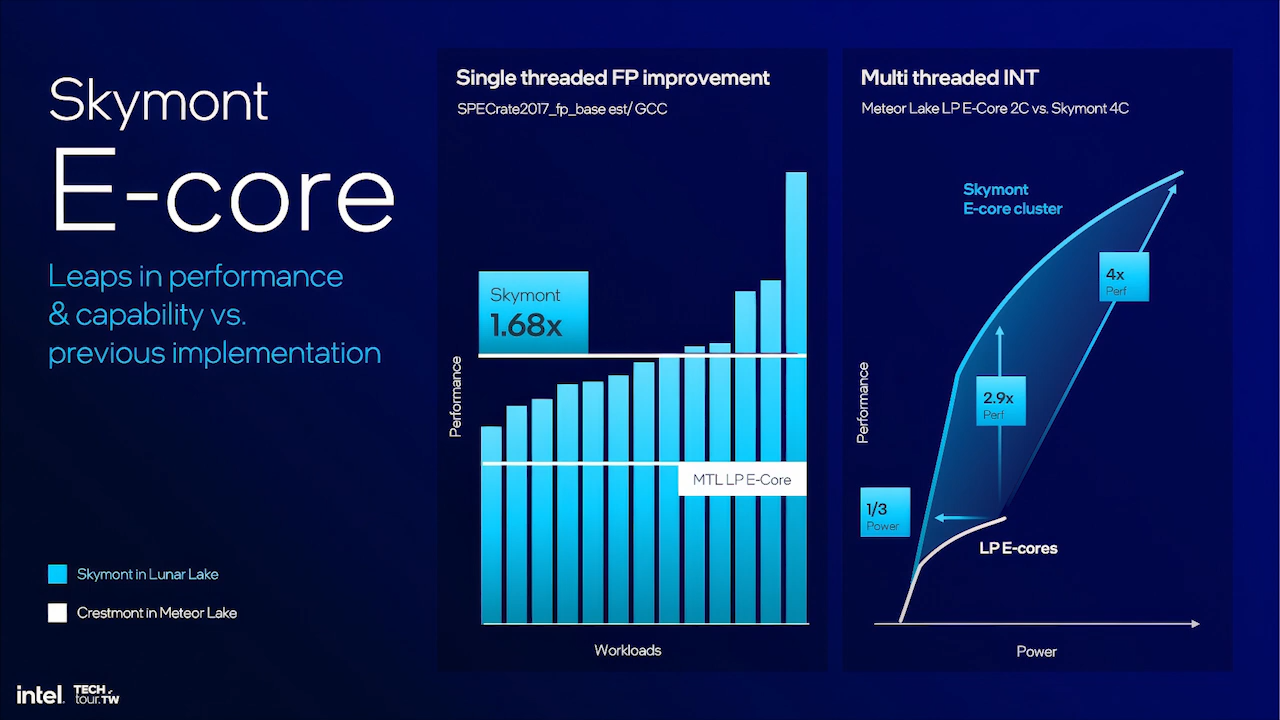 Skymont
E-core
Leaps in performance
& capability vs.
previous implementation
Skymont in Lunar Lake
Crestmont in Meteor Lake
intel.
TECH
tour.TW
Single threaded FP improvement
SPECrate2017_fp_base est/ GCC
Skymont
1.68x
Performance
MTL LP E-Core
Workloads
Multi threaded INT
Meteor Lake LP E-Core 2C vs. Skymont 4C
Skymont
E-core cluster
4x
Perf
2.9x
Perf
Performance
1/3
Power
LP E-cores
Power